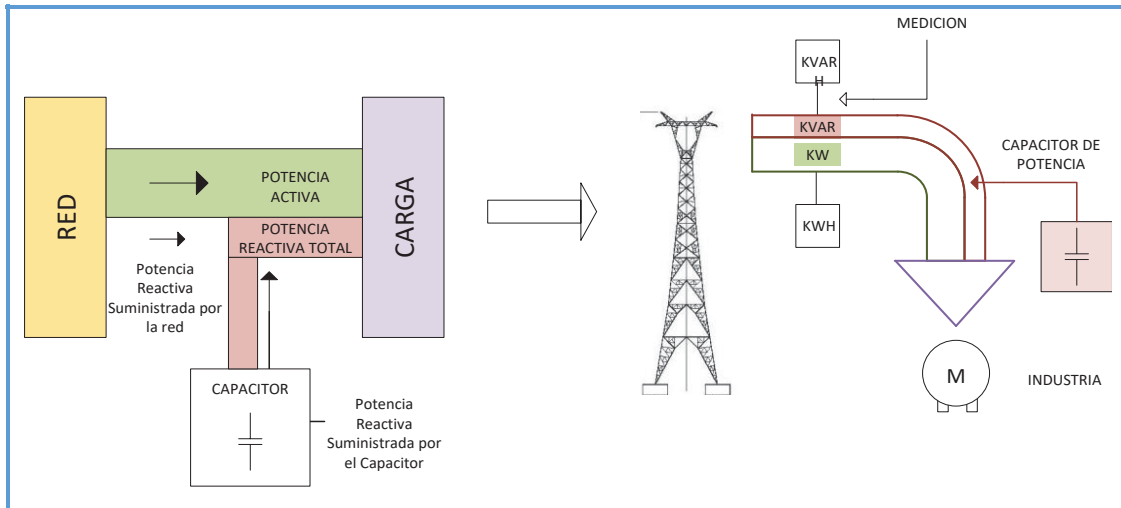 RED
POTENCIA
ACTIVA
POTENCIA
REACTIVA TOTAL
CARGA
Potencia
Reactiva
Suministrada por
la red
CAPACITOR
Potencia
Reactiva
Suministrada por
el Capacitor
MEDICION
KVAR
H
KVAR
KW
KWH
CAPACITOR DE
POTENCIA
M
INDUSTRIA